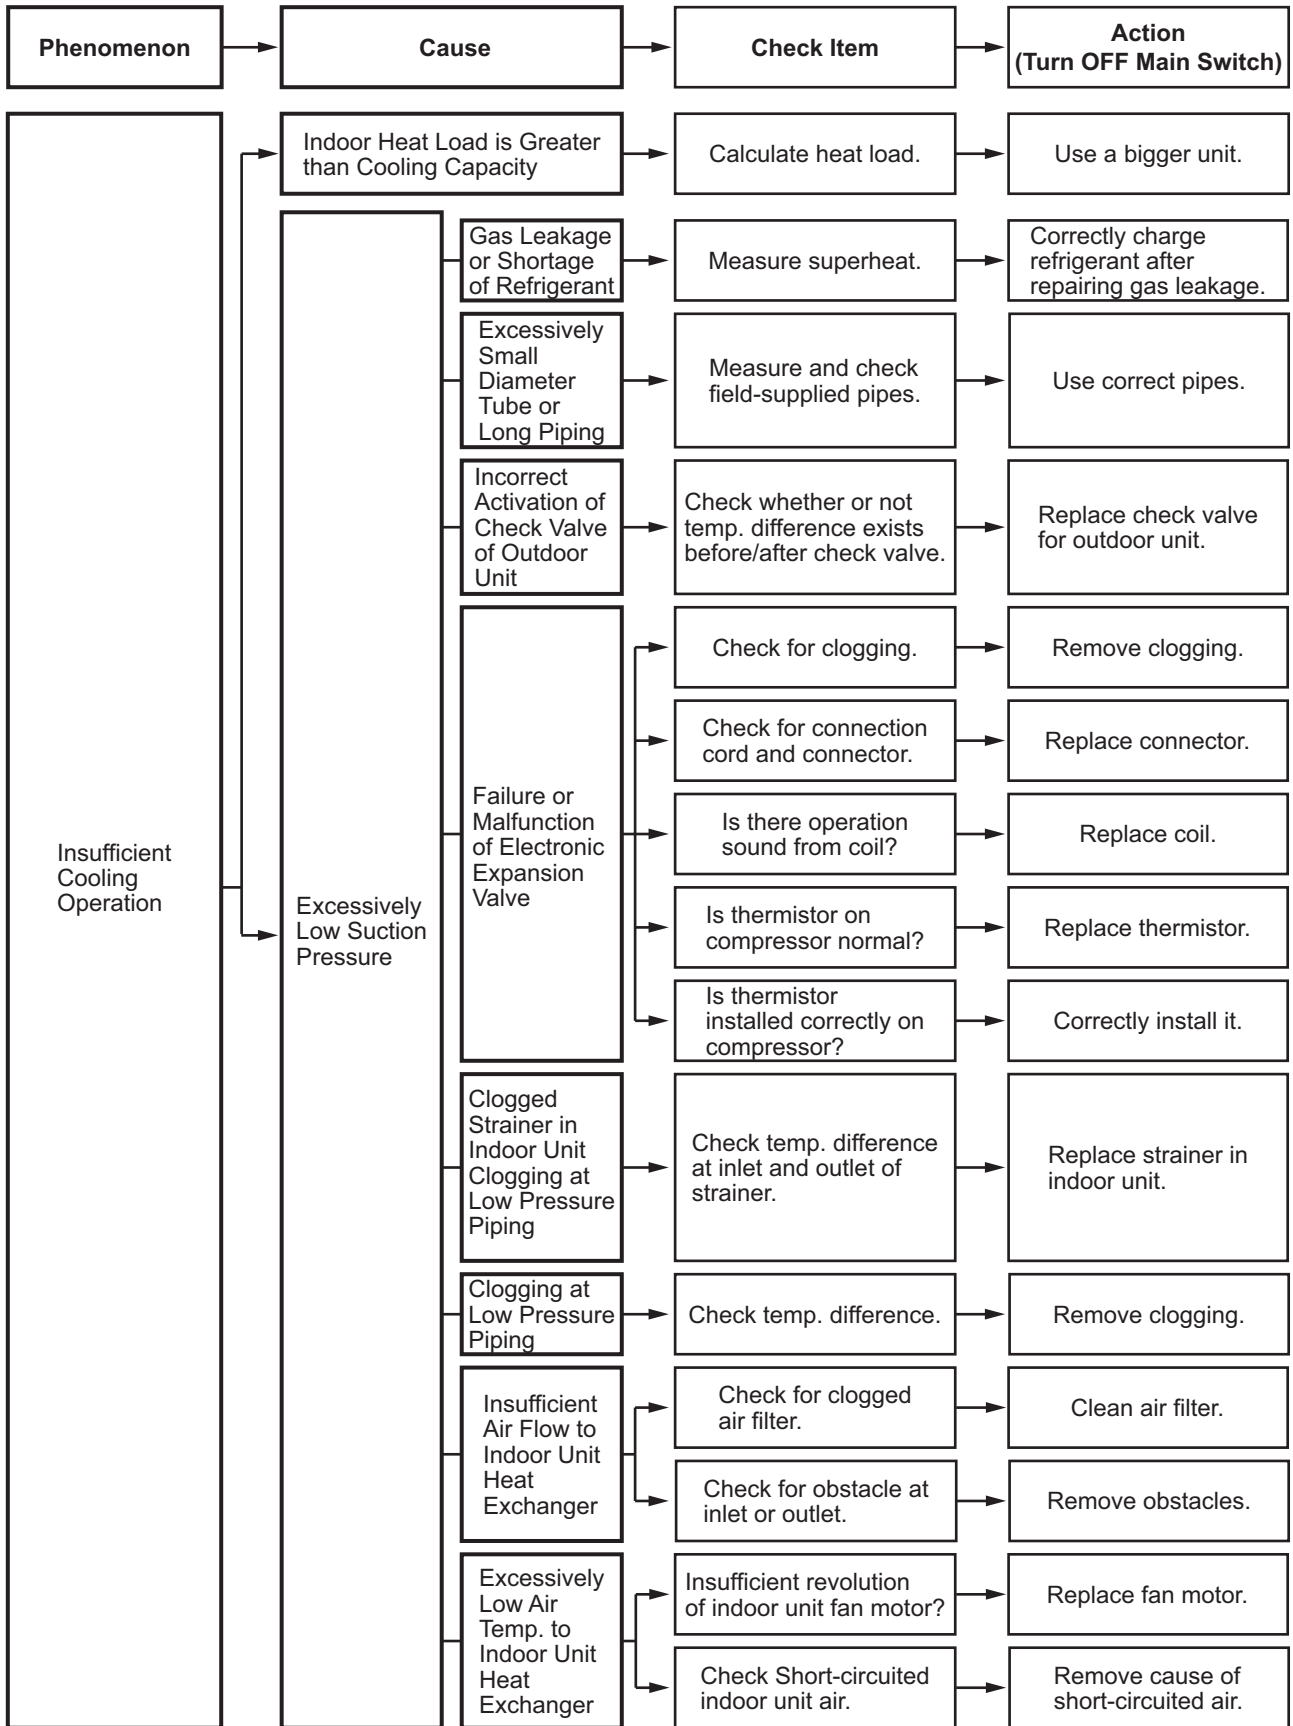 Phenomenon
Cause
Check Item
Action
(Turn OFF Main Switch)
Insufficient
Cooling
Operation
Indoor Heat Load is Greater
than Cooling Capacity
Calculate heat load.
Use a bigger unit.
Excessively
Low Suction
Pressure
Gas Leakage
or Shortage
of Refrigerant
Measure superheat.
Correctly charge
refrigerant after
repairing gas leakage.
Excessively
Small
Diameter
Tube or
Long Piping
Measure and check
field-supplied pipes.
Use correct pipes.
Incorrect
Activation of
Check Valve
of Outdoor
Unit
Check whether or not
temp. difference exists
before/after check valve.
Replace check valve
for outdoor unit.
Failure or
Malfunction
of Electronic
Expansion
Valve
Check for clogging.
Remove clogging.
Check for connection
cord and connector.
Replace connector.
Is there operation
sound from coil?
Replace coil.
Is thermistor on
compressor normal?
Replace thermistor.
Is thermistor
installed correctly on
compressor?
Correctly install it.
Clogged
Strainer in
Indoor Unit
Clogging at
Low Pressure
Piping
Check temp. difference
at inlet and outlet of
strainer.
Replace strainer in
indoor unit.
Clogging at
Low Pressure
Piping
Check temp. difference.
Remove clogging.
Insufficient
Air Flow to
Indoor Unit
Heat
Exchanger
Check for clogged
air filter.
Clean air filter.
Check for obstacle at
inlet or outlet.
Remove obstacles.
Excessively
Low Air
Temp. to
Indoor Unit
Heat
Exchanger
Insufficient revolution
of indoor unit fan motor?
Replace fan motor.
Check Short-circuited
indoor unit air.
Remove cause of
short-circuited air.